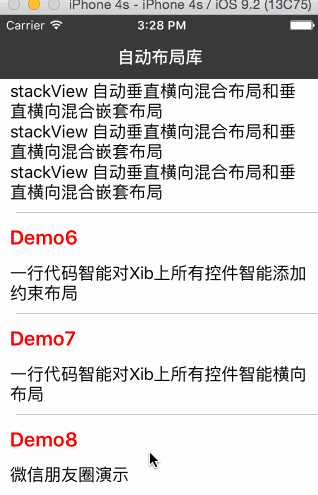 iPhone 4s - iPhone 4s / iOS 9.2 (13C75)
Carrier 3:28 PM
自动布局库
stackView 自动垂直横向混合布局和垂
直横向混合嵌套布局
stackView 自动垂直横向混合布局和垂
直横向混合嵌套布局
stackView 自动垂直横向混合布局和垂
直横向混合嵌套布局
Demo6
一行代码智能对Xib上所有控件智能添加
约束布局
Demo7
一行代码智能对Xib上所有控件智能横向
布局
Demo8
微信朋友圈演示